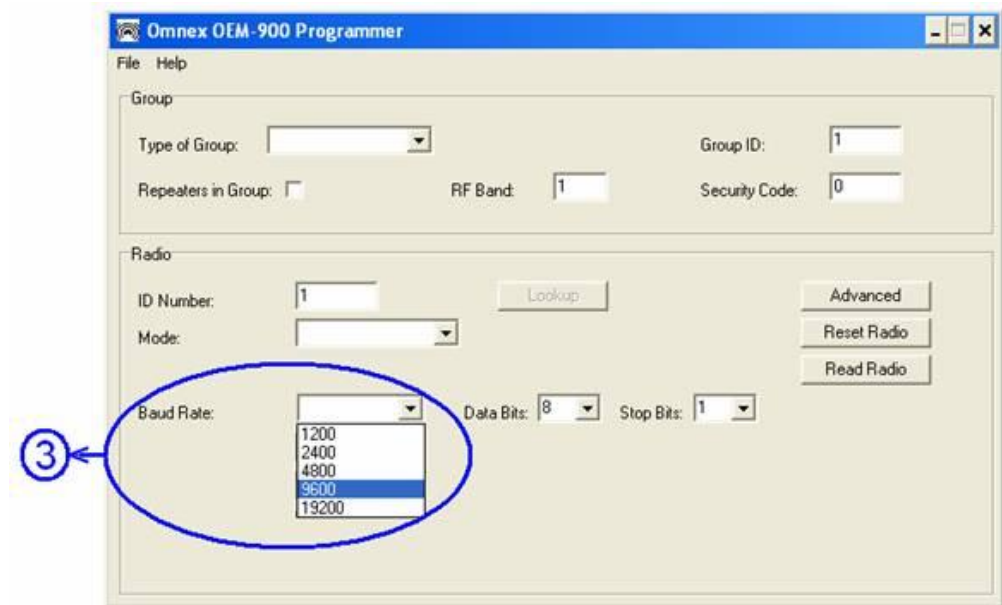 Omnex OEM-900 Programmer
File Help
Group
Type of Group: Group ID: 1
Repeaters in Group: RF Band: 1 Security Code: 0
Radio
ID Number: 1 Lookup Advanced
Mode: Reset Radio
Read Radio
Baud Rate: Data Bits: 8 Stop Bits: 1
1200
2400
4800
9600
19200
3